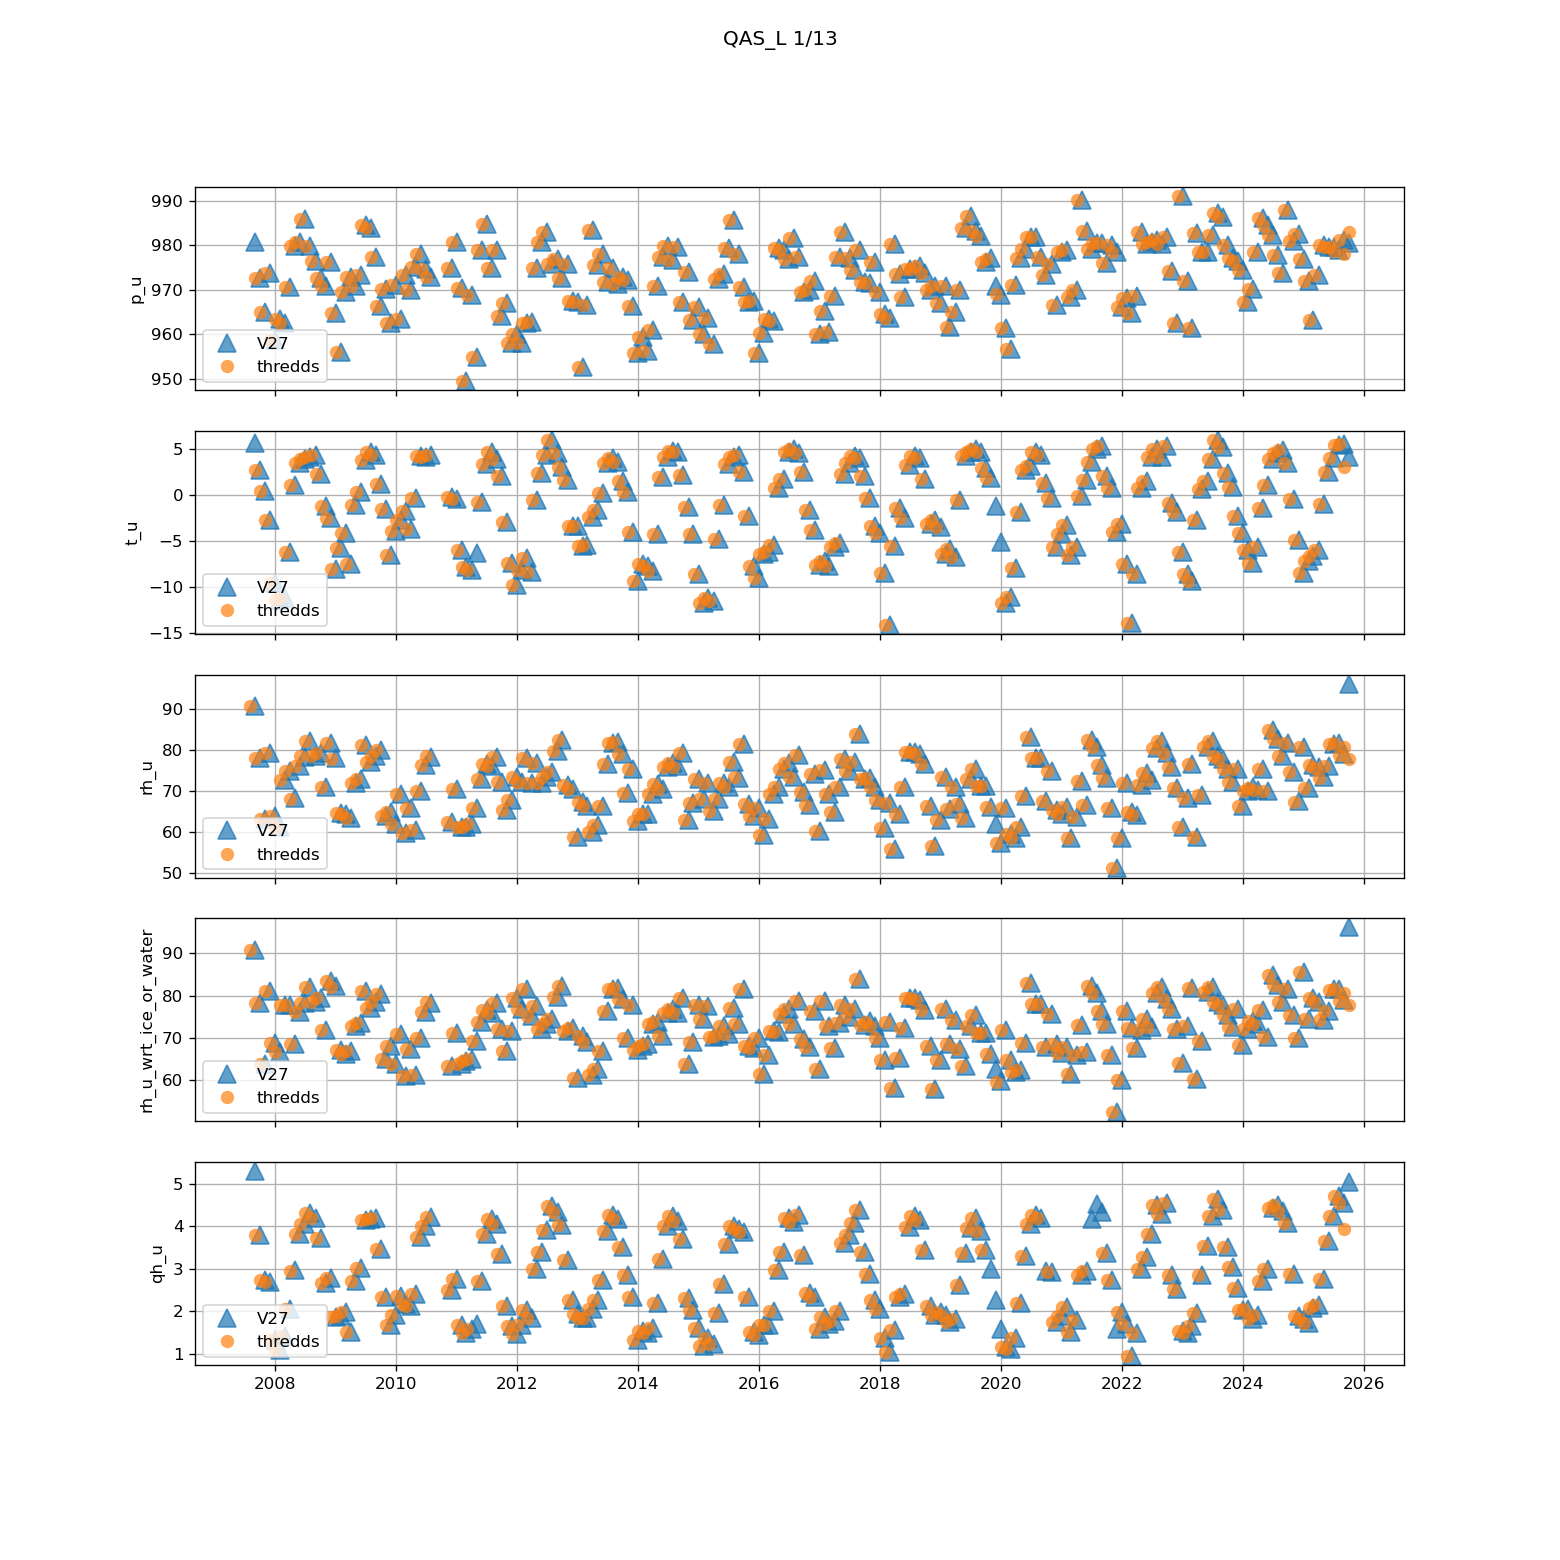 QAS_L 1/13
990
980
970
960
950
p_u
V27
thredds
5
0
−5
−10
−15
t_u
V27
thredds
90
80
70
60
50
rh_u
V27
thredds
90
80
70
60
rh_u_wrt_ice_or_water
V27
thredds
5
4
3
2
1
qh_u
V27
thredds
2008 2010 2012 2014 2016 2018 2020 2022 2024 2026